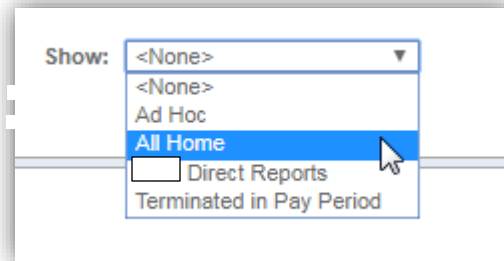 Show: <None>
<None>
Ad Hoc
All Home
Direct Reports
Terminated in Pay Period